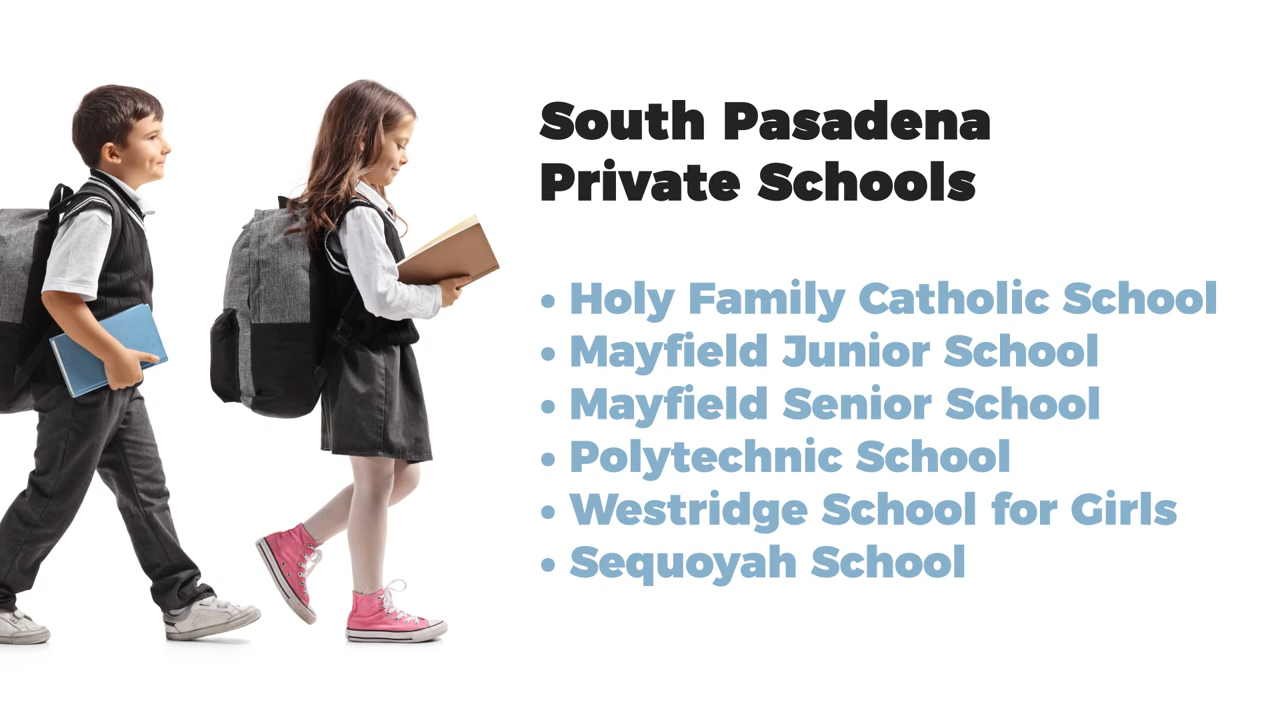 South Pasadena
Private Schools
• Holy Family Catholic School
• Mayfield Junior School
• Mayfield Senior School
• Polytechnic School
• Westridge School for Girls
• Sequoyah School